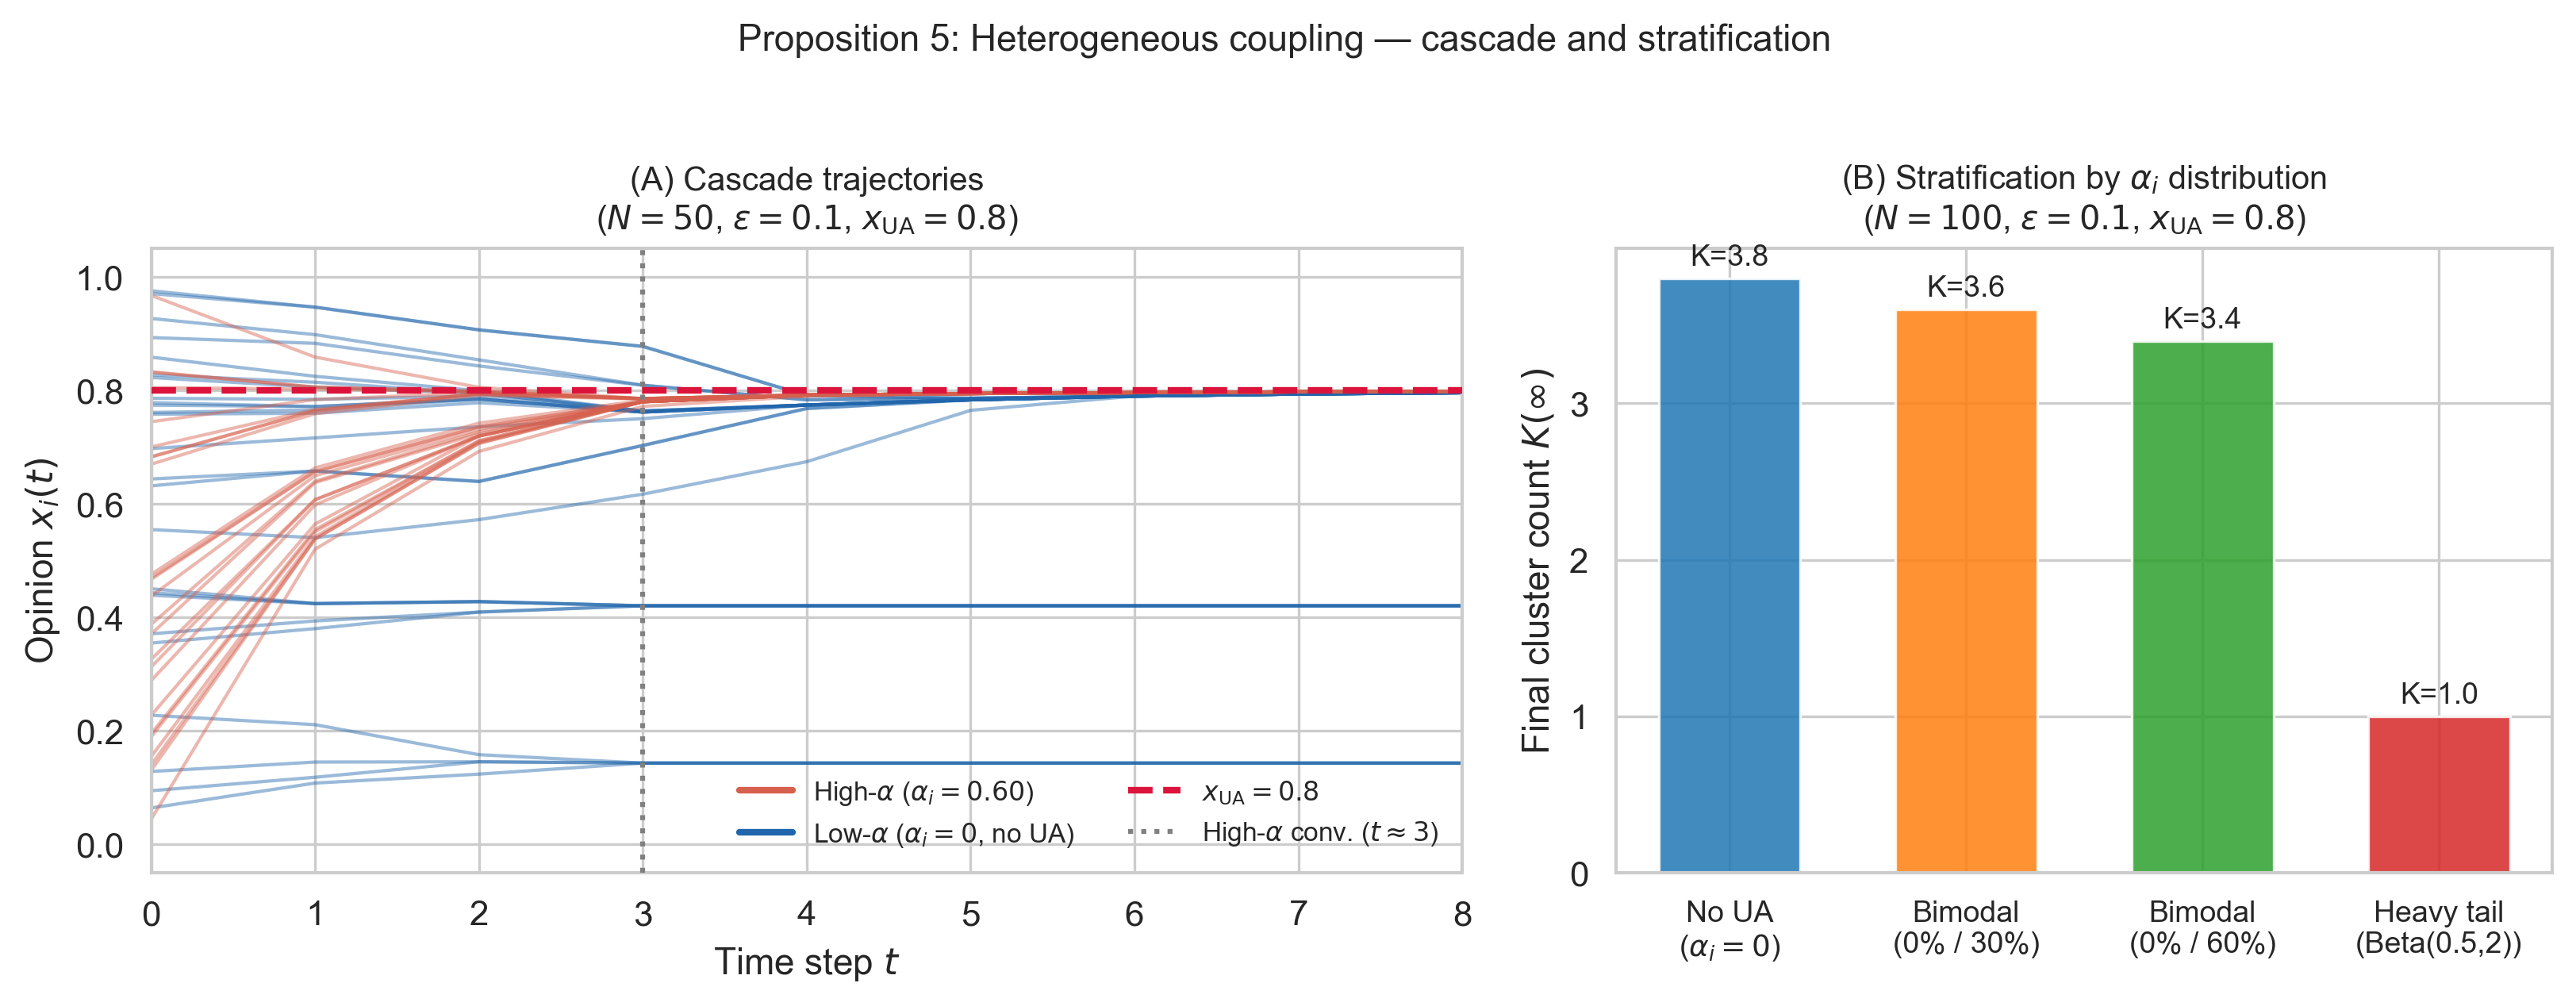 Proposition 5: Heterogeneous coupling — cascade and stratification
(A) Cascade trajectories
(N = 50, ε = 0.1, x_UA = 0.8)
Opinion x_i(t)
1.0
0.8
0.6
0.4
0.2
0.0
High-α (α_i = 0.60)
Low-α (α_i = 0, no UA)
x_UA = 0.8
High-α conv. (t ≈ 3)
0 1 2 3 4 5 6 7 8
Time step t
(B) Stratification by α_i distribution
(N = 100, ε = 0.1, x_UA = 0.8)
Final cluster count K(∞)
3
2
1
0
K=3.8
K=3.6
K=3.4
K=1.0
No UA
(α_i = 0)
Bimodal
(0% / 30%)
Bimodal
(0% / 60%)
Heavy tail
(Beta(0.5,2))